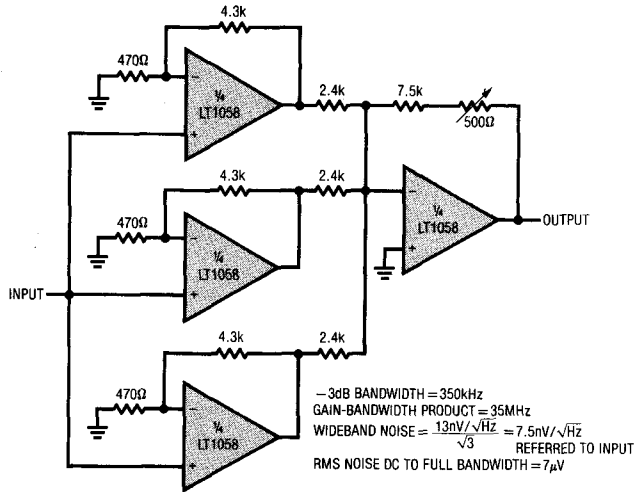 4.3k
470Ω
−
¼
LT1058
+
2.4k
7.5k
500Ω
4.3k
2.4k
470Ω
−
¼
LT1058
+
−
¼
LT1058
+
OUTPUT
INPUT
4.3k
2.4k
470Ω
−
¼
LT1058
+
−3dB BANDWIDTH = 350kHz
GAIN-BANDWIDTH PRODUCT = 35MHz
WIDEBAND NOISE = 13nV/√Hz / √3 = 7.5nV/√Hz
REFERRED TO INPUT
RMS NOISE DC TO FULL BANDWIDTH = 7µV